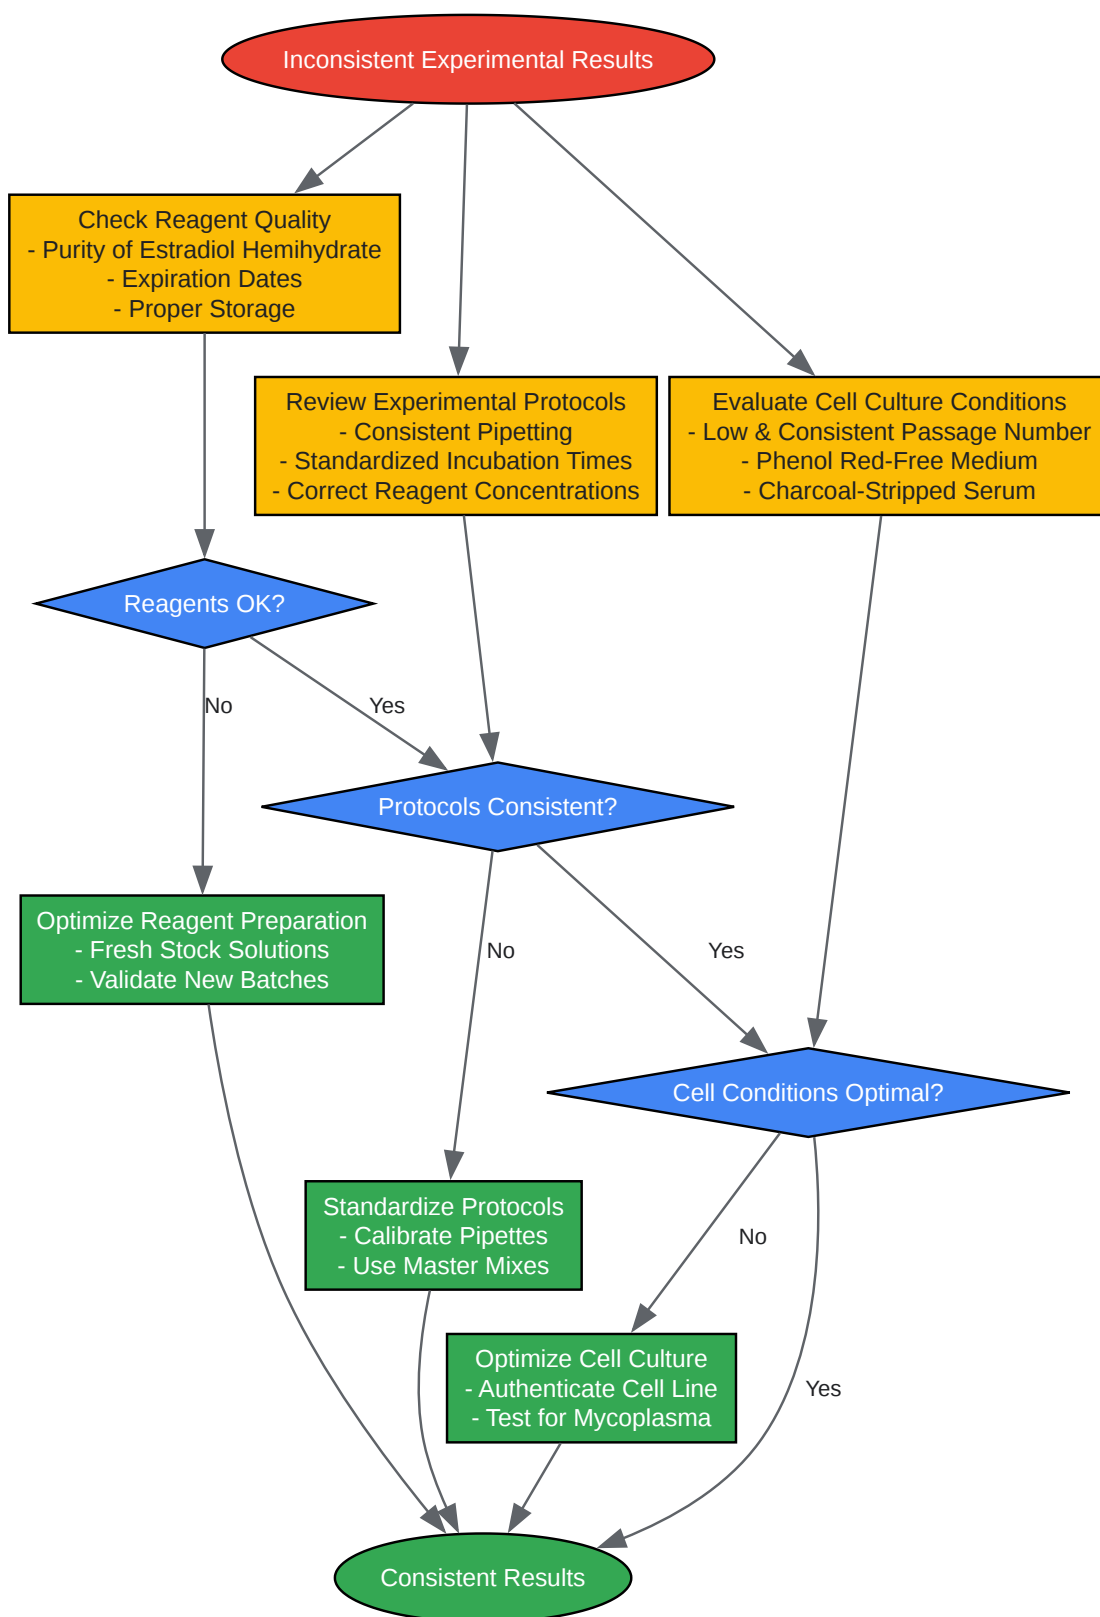 Inconsistent Experimental Results
Check Reagent Quality
- Purity of Estradiol Hemihydrate
- Expiration Dates
- Proper Storage
Review Experimental Protocols
- Consistent Pipetting
- Standardized Incubation Times
- Correct Reagent Concentrations
Evaluate Cell Culture Conditions
- Low & Consistent Passage Number
- Phenol Red-Free Medium
- Charcoal-Stripped Serum
Reagents OK?
No
Yes
Protocols Consistent?
Optimize Reagent Preparation
- Fresh Stock Solutions
- Validate New Batches
No
Yes
Cell Conditions Optimal?
Standardize Protocols
- Calibrate Pipettes
- Use Master Mixes
No
Optimize Cell Culture
- Authenticate Cell Line
- Test for Mycoplasma
Yes
Consistent Results